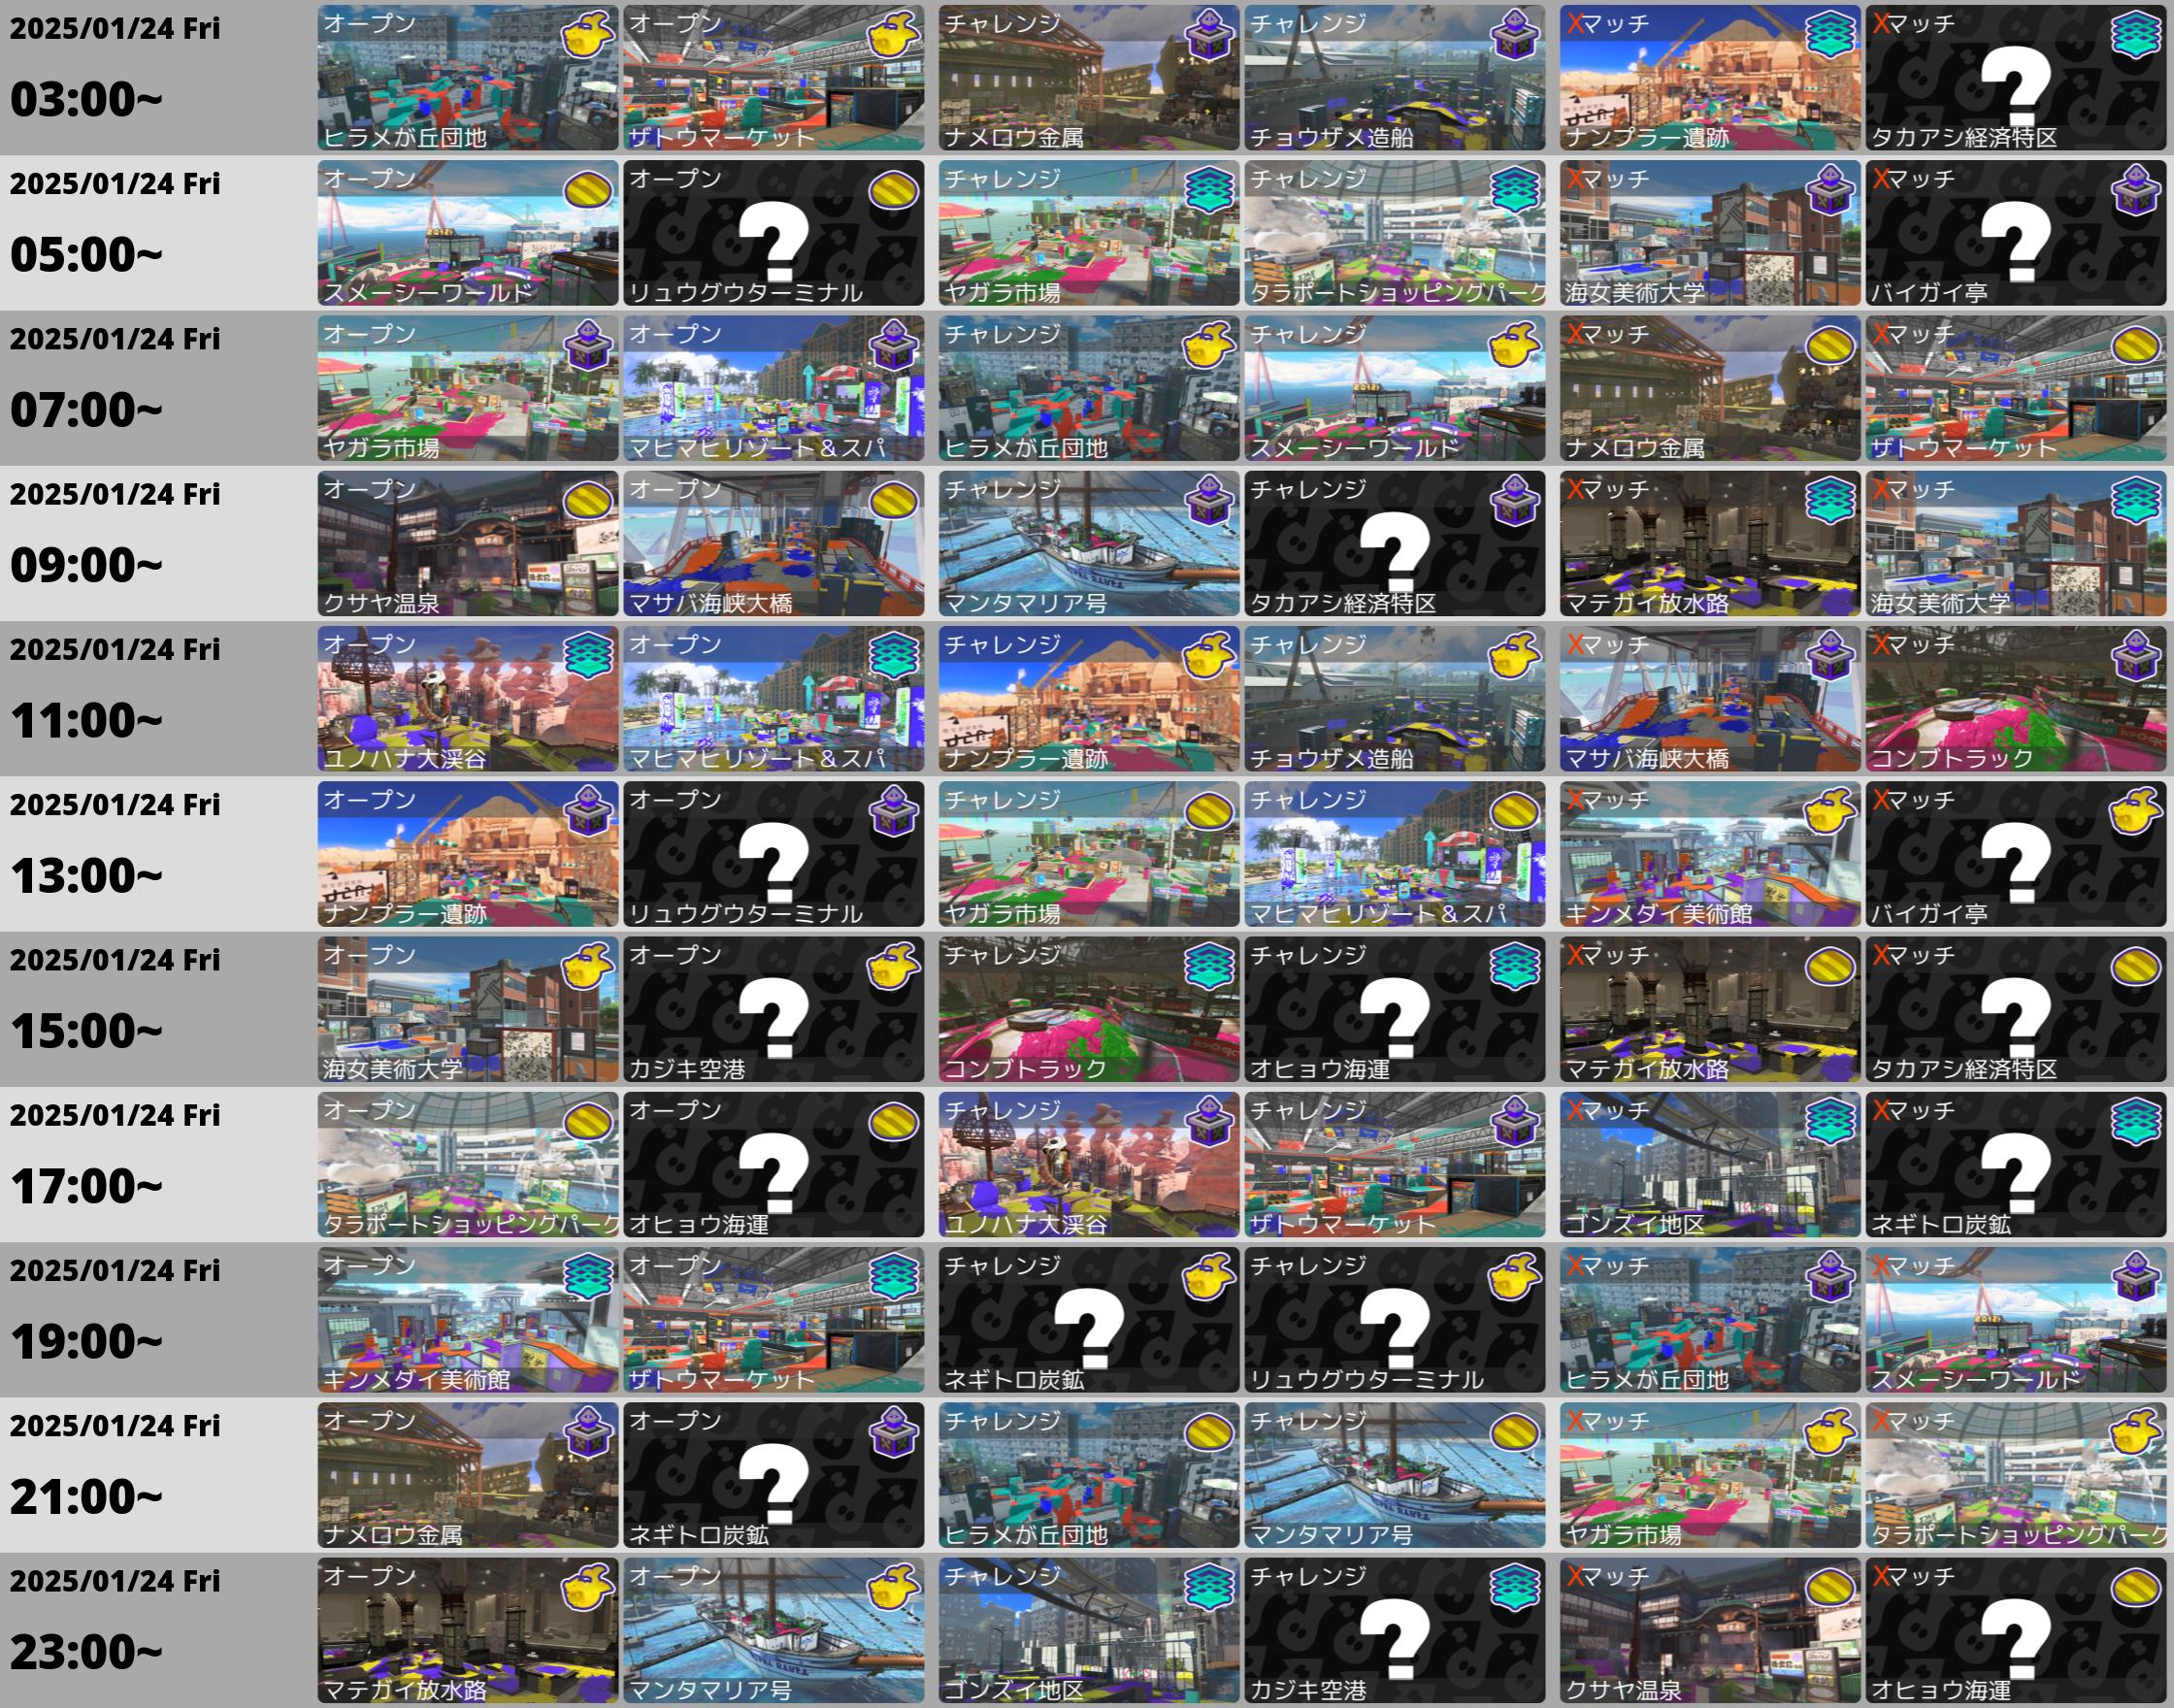 2025/01/24 Fri
03:00~
オープン
ヒラメが丘団地
オープン
ザトウマーケット
チャレンジ
ナメロウ金属
チャレンジ
チョウザメ造船
Xマッチ
ナンプラー遺跡
Xマッチ
タカアシ経済特区
2025/01/24 Fri
05:00~
オープン
スメーシーワールド
オープン
リュウグウターミナル
チャレンジ
ヤガラ市場
チャレンジ
タラポートショッピングパーク
Xマッチ
海女美術大学
Xマッチ
バイガイ亭
2025/01/24 Fri
07:00~
オープン
ヤガラ市場
オープン
マヒマヒリゾート&スパ
チャレンジ
ヒラメが丘団地
チャレンジ
スメーシーワールド
Xマッチ
ナメロウ金属
Xマッチ
ザトウマーケット
2025/01/24 Fri
09:00~
オープン
クサヤ温泉
オープン
マサバ海峡大橋
チャレンジ
マンタマリア号
チャレンジ
タカアシ経済特区
Xマッチ
マテガイ放水路
Xマッチ
海女美術大学
2025/01/24 Fri
11:00~
オープン
ユノハナ大渓谷
オープン
マヒマヒリゾート&スパ
チャレンジ
ナンプラー遺跡
チャレンジ
チョウザメ造船
Xマッチ
マサバ海峡大橋
Xマッチ
コンブトラック
2025/01/24 Fri
13:00~
オープン
ナンプラー遺跡
オープン
リュウグウターミナル
チャレンジ
ヤガラ市場
チャレンジ
マヒマヒリゾート&スパ
Xマッチ
キンメダイ美術館
Xマッチ
バイガイ亭
2025/01/24 Fri
15:00~
オープン
海女美術大学
オープン
カジキ空港
チャレンジ
コンブトラック
チャレンジ
オヒョウ海運
Xマッチ
マテガイ放水路
Xマッチ
タカアシ経済特区
2025/01/24 Fri
17:00~
オープン
タラポートショッピングパーク
オープン
オヒョウ海運
チャレンジ
ユノハナ大渓谷
チャレンジ
ザトウマーケット
Xマッチ
ゴンズイ地区
Xマッチ
ネギトロ炭鉱
2025/01/24 Fri
19:00~
オープン
キンメダイ美術館
オープン
ザトウマーケット
チャレンジ
ネギトロ炭鉱
チャレンジ
リュウグウターミナル
Xマッチ
ヒラメが丘団地
Xマッチ
スメーシーワールド
2025/01/24 Fri
21:00~
オープン
ナメロウ金属
オープン
ネギトロ炭鉱
チャレンジ
ヒラメが丘団地
チャレンジ
マンタマリア号
Xマッチ
ヤガラ市場
Xマッチ
タラポートショッピングパーク
2025/01/24 Fri
23:00~
オープン
マテガイ放水路
オープン
マンタマリア号
チャレンジ
ゴンズイ地区
チャレンジ
カジキ空港
Xマッチ
クサヤ温泉
Xマッチ
オヒョウ海運